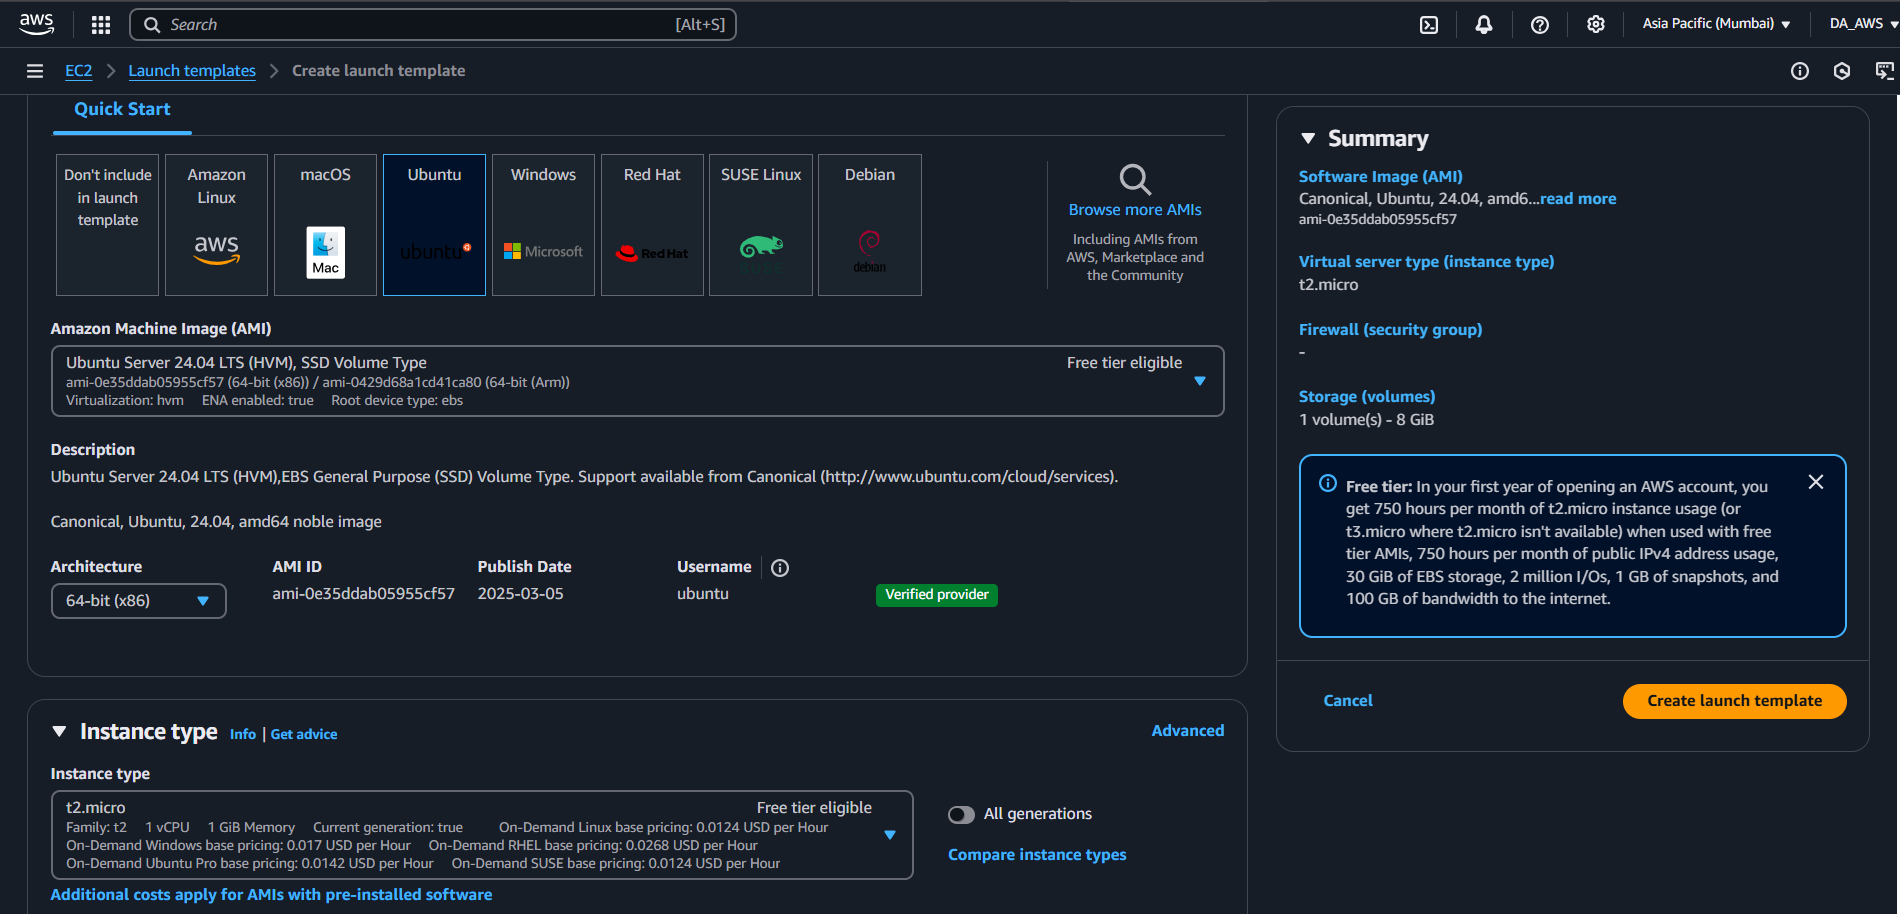 aws
Search [Alt+S]
Asia Pacific (Mumbai)
DA_AWS
EC2 Launch templates Create launch template
Quick Start
Don't include
in launch
template
Amazon
Linux
aws
macOS
Mac
Ubuntu
ubuntu
Windows
Microsoft
Red Hat
Red Hat
SUSE Linux
SUSE
Debian
debian
Browse more AMIs
Including AMIs from
AWS, Marketplace and
the Community
Amazon Machine Image (AMI)
Ubuntu Server 24.04 LTS (HVM), SSD Volume Type Free tier eligible
ami-0e35ddab05955cf57 (64-bit (x86)) / ami-0429d68a1cd41ca80 (64-bit (Arm))
Virtualization: hvm ENA enabled: true Root device type: ebs
Description
Ubuntu Server 24.04 LTS (HVM),EBS General Purpose (SSD) Volume Type. Support available from Canonical (http://www.ubuntu.com/cloud/services).
Canonical, Ubuntu, 24.04, amd64 noble image
Architecture AMI ID Publish Date Username
64-bit (x86) ami-0e35ddab05955cf57 2025-03-05 ubuntu Verified provider
Instance type Info | Get advice Advanced
Instance type
t2.micro Free tier eligible
Family: t2 1 vCPU 1 GiB Memory Current generation: true On-Demand Linux base pricing: 0.0124 USD per Hour
On-Demand Windows base pricing: 0.017 USD per Hour On-Demand RHEL base pricing: 0.0268 USD per Hour
On-Demand Ubuntu Pro base pricing: 0.0142 USD per Hour On-Demand SUSE base pricing: 0.0124 USD per Hour
All generations
Compare instance types
Additional costs apply for AMIs with pre-installed software
Summary
Software Image (AMI)
Canonical, Ubuntu, 24.04, amd6...read more
ami-0e35ddab05955cf57
Virtual server type (instance type)
t2.micro
Firewall (security group)
-
Storage (volumes)
1 volume(s) - 8 GiB
Free tier: In your first year of opening an AWS account, you
get 750 hours per month of t2.micro instance usage (or
t3.micro where t2.micro isn't available) when used with free
tier AMIs, 750 hours per month of public IPv4 address usage,
30 GiB of EBS storage, 2 million I/Os, 1 GB of snapshots, and
100 GB of bandwidth to the internet.
Cancel Create launch template